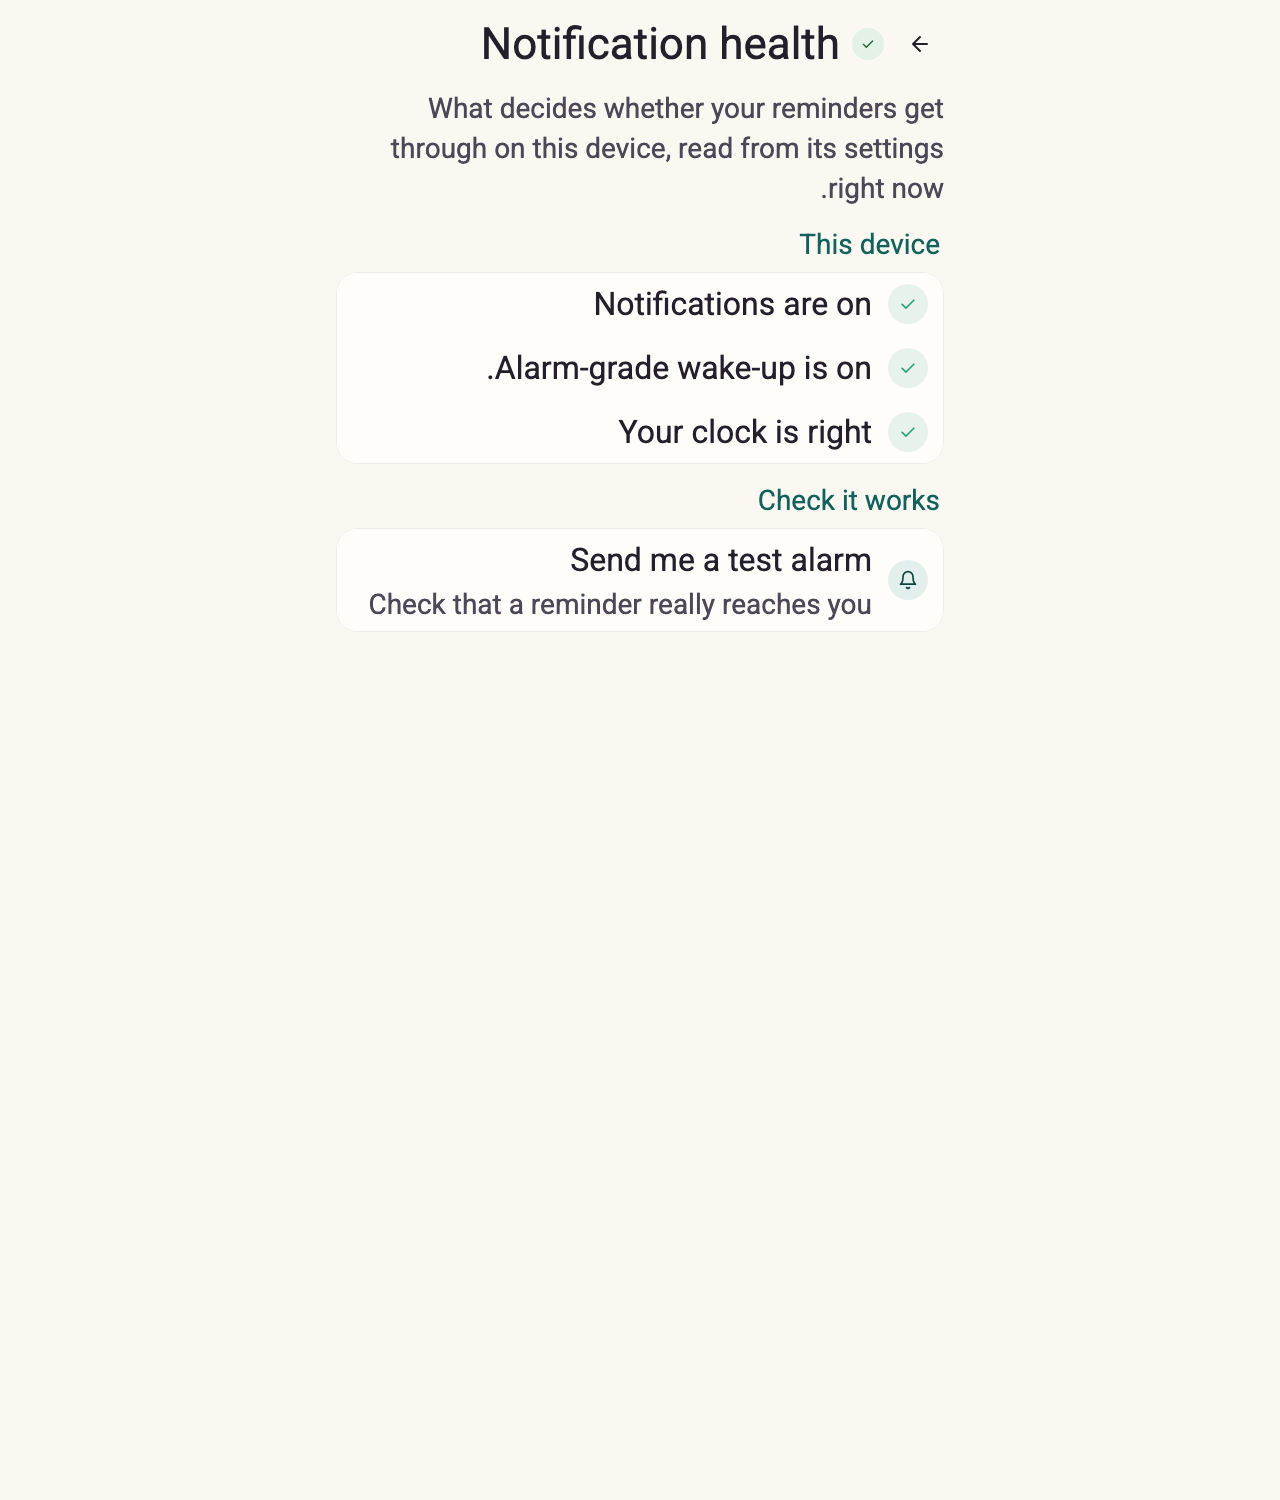 Notification health
What decides whether your reminders get
through on this device, read from its settings
.right now
This device
Notifications are on
.Alarm-grade wake-up is on
Your clock is right
Check it works
Send me a test alarm
Check that a reminder really reaches you